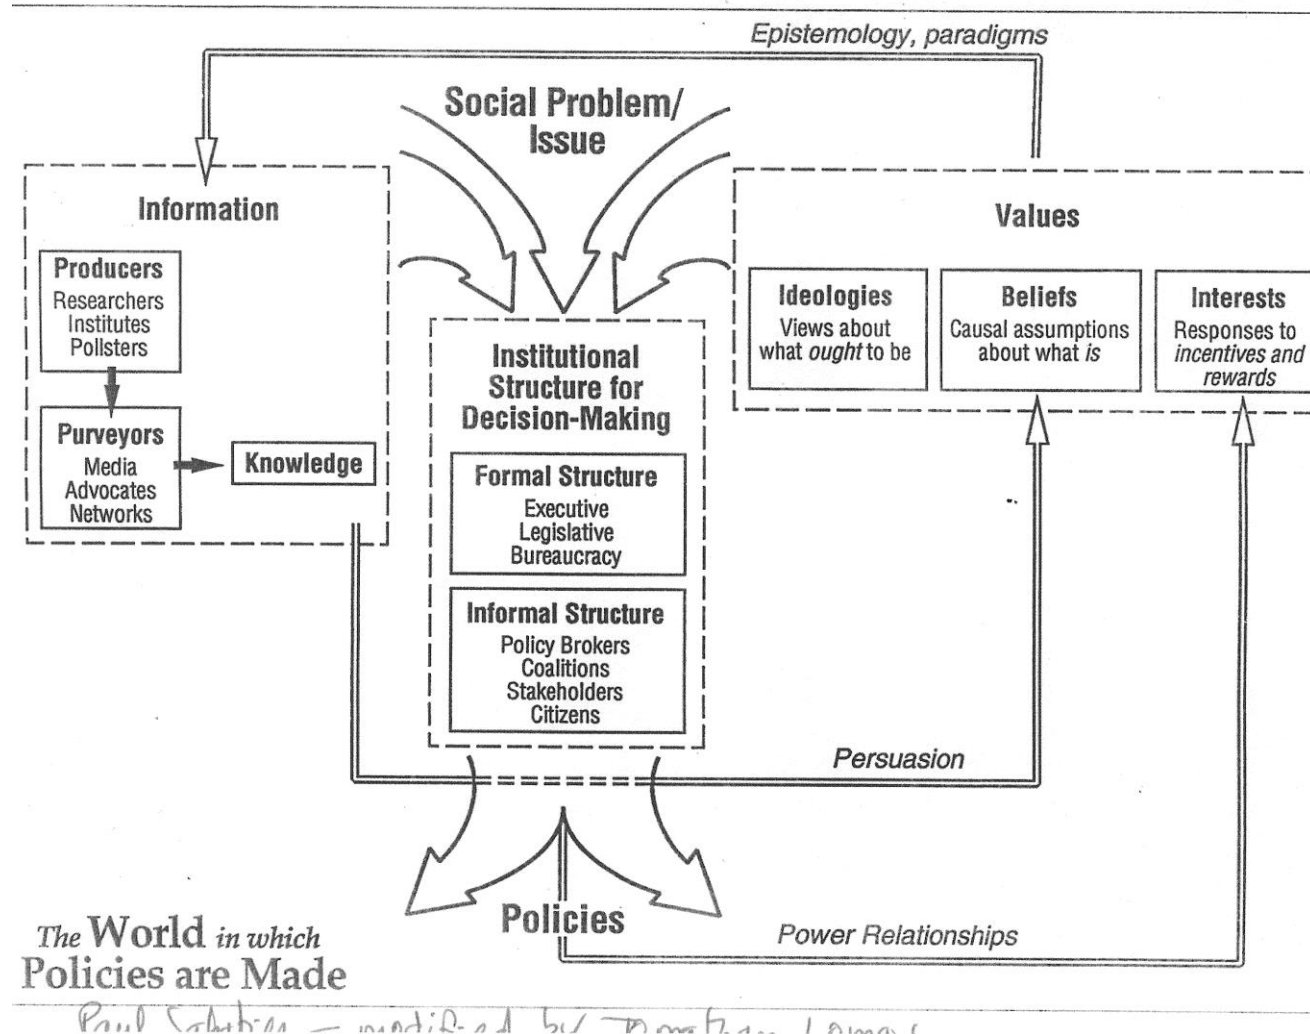 Epistemology, paradigms
Social Problem/
Issue
Information
Producers
Researchers
Institutes
Pollsters
Purveyors
Media
Advocates
Networks
Knowledge
Institutional
Structure for
Decision-Making
Formal Structure
Executive
Legislative
Bureaucracy
Informal Structure
Policy Brokers
Coalitions
Stakeholders
Citizens
Values
Ideologies
Views about
what ought to be
Beliefs
Causal assumptions
about what is
Interests
Responses to
incentives and
rewards
Persuasion
Policies
Power Relationships
The World in which
Policies are Made
Paul – modified by